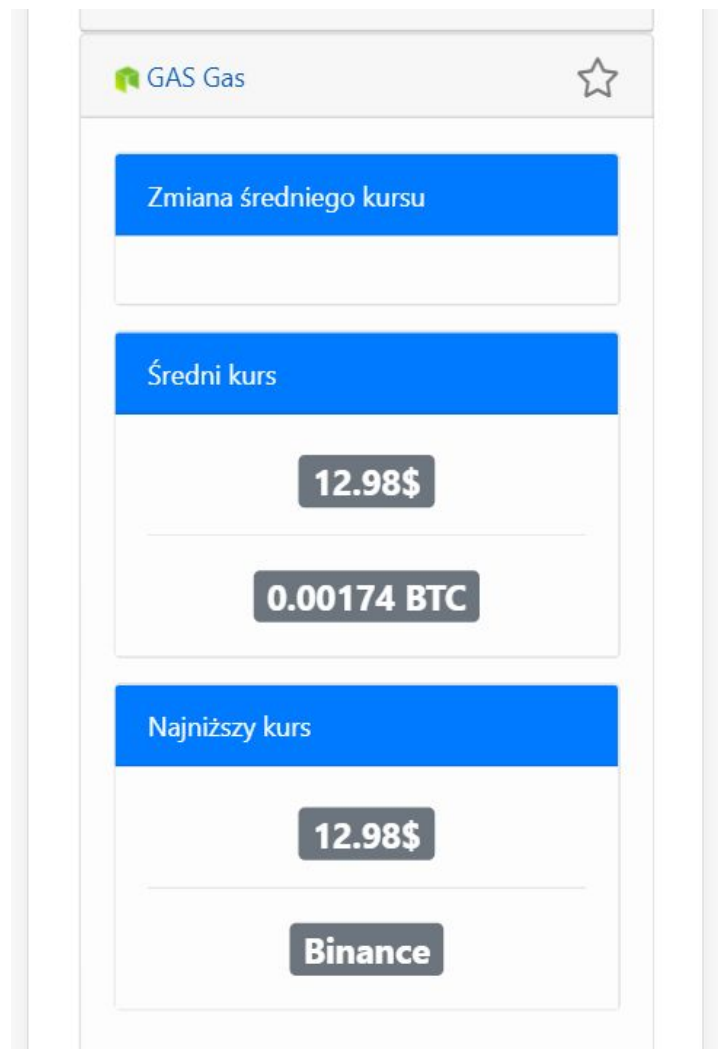 GAS Gas
Zmiana średniego kursu
Średni kurs
12.98$
0.00174 BTC
Najniższy kurs
12.98$
Binance